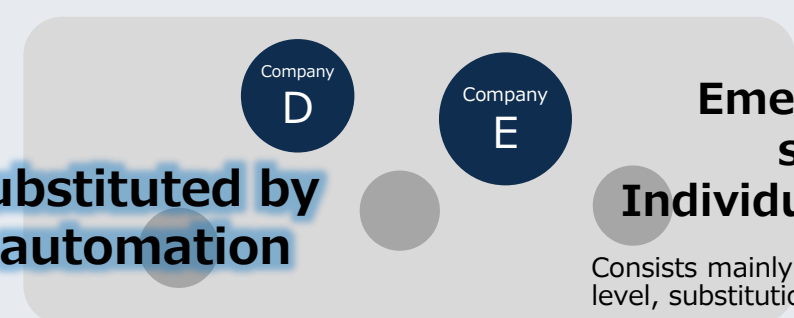 Company
D
Company
E
ubstituted by
automation
Eme
s
Individu
Consists mainly
level, substitutio